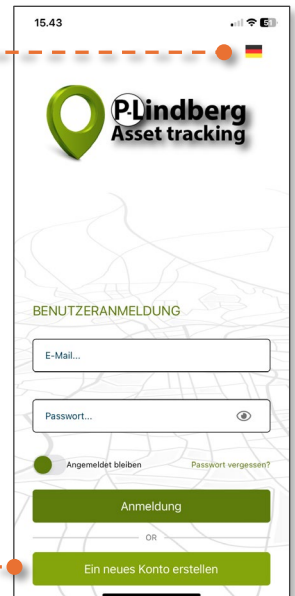 15.43
P-Lindberg
Asset tracking
BENUTZERANMELDUNG
E-Mail...
Passwort...
Angemeldet bleiben
Passwort vergessen?
Anmeldung
OR
Ein neues Konto erstellen